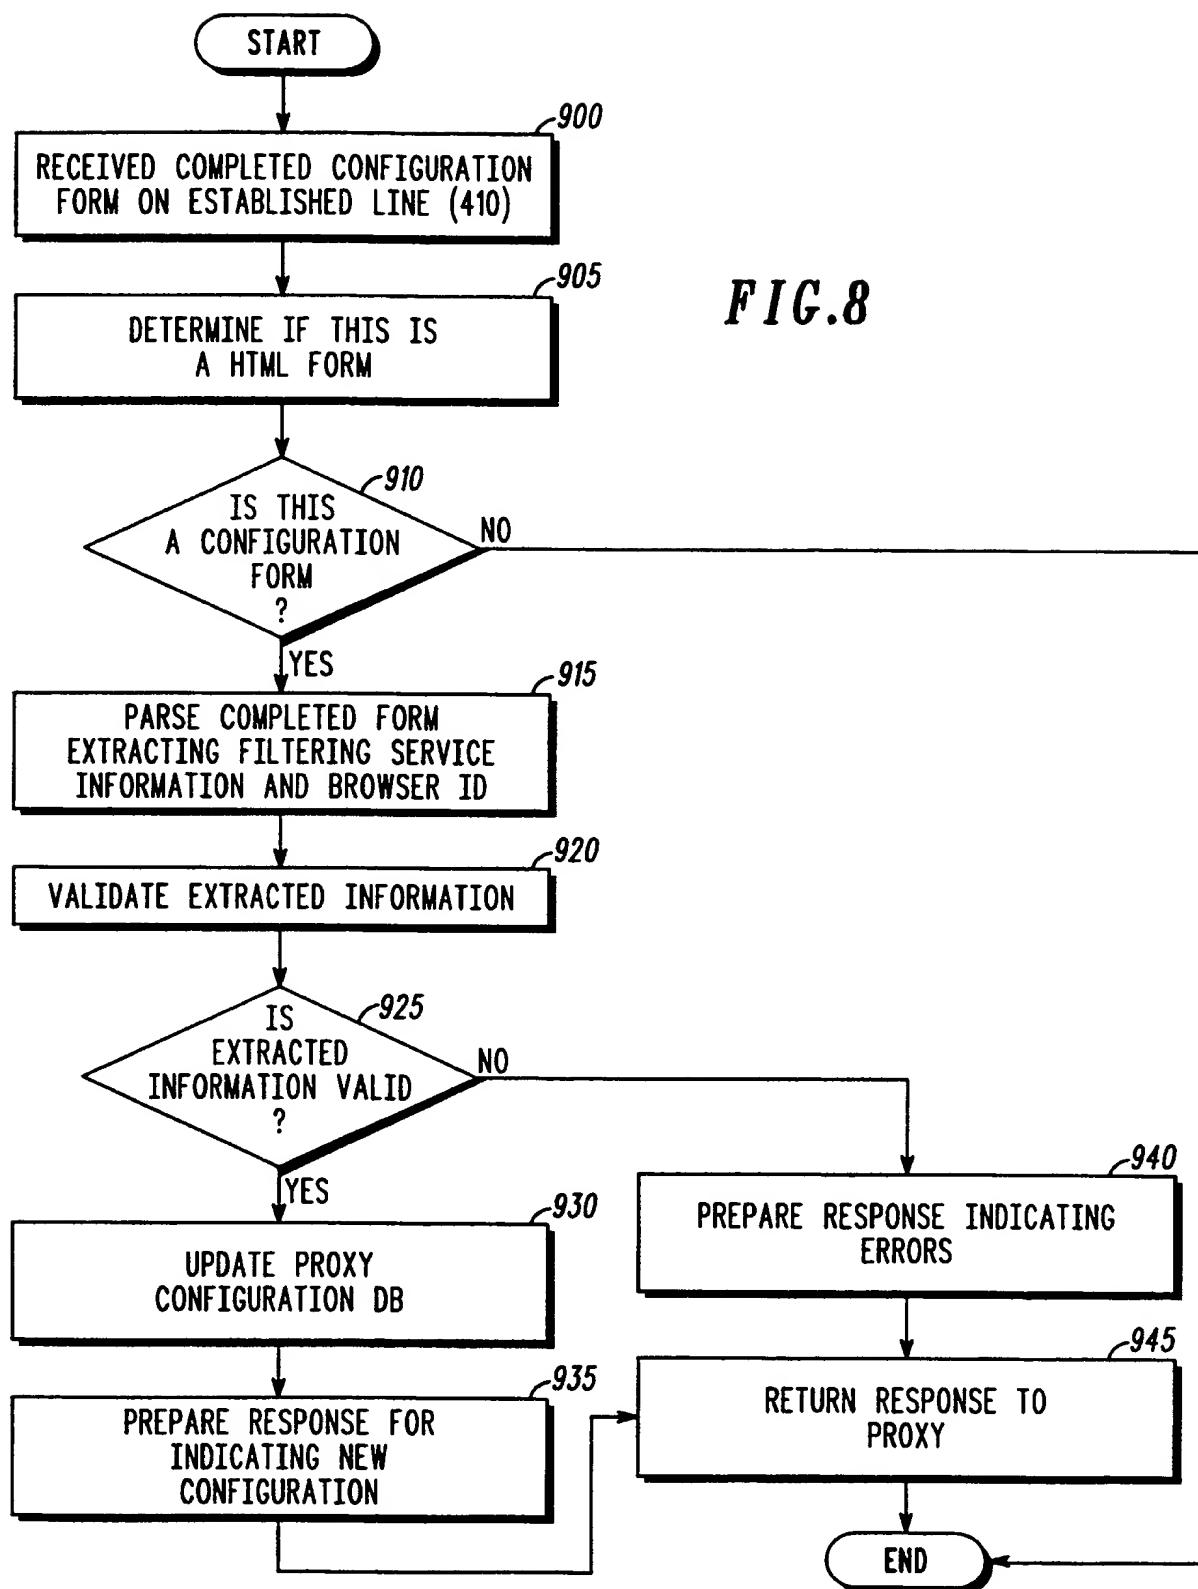 START
900
RECEIVED COMPLETED CONFIGURATION
FORM ON ESTABLISHED LINE (410)
905
DETERMINE IF THIS IS
A HTML FORM
FIG.8
910
IS THIS
A CONFIGURATION
FORM
?
NO
YES
915
PARSE COMPLETED FORM
EXTRACTING FILTERING SERVICE
INFORMATION AND BROWSER ID
920
VALIDATE EXTRACTED INFORMATION
925
IS
EXTRACTED
INFORMATION VALID
?
NO
YES
930
UPDATE PROXY
CONFIGURATION DB
935
PREPARE RESPONSE FOR
INDICATING NEW
CONFIGURATION
940
PREPARE RESPONSE INDICATING
ERRORS
945
RETURN RESPONSE TO
PROXY
END